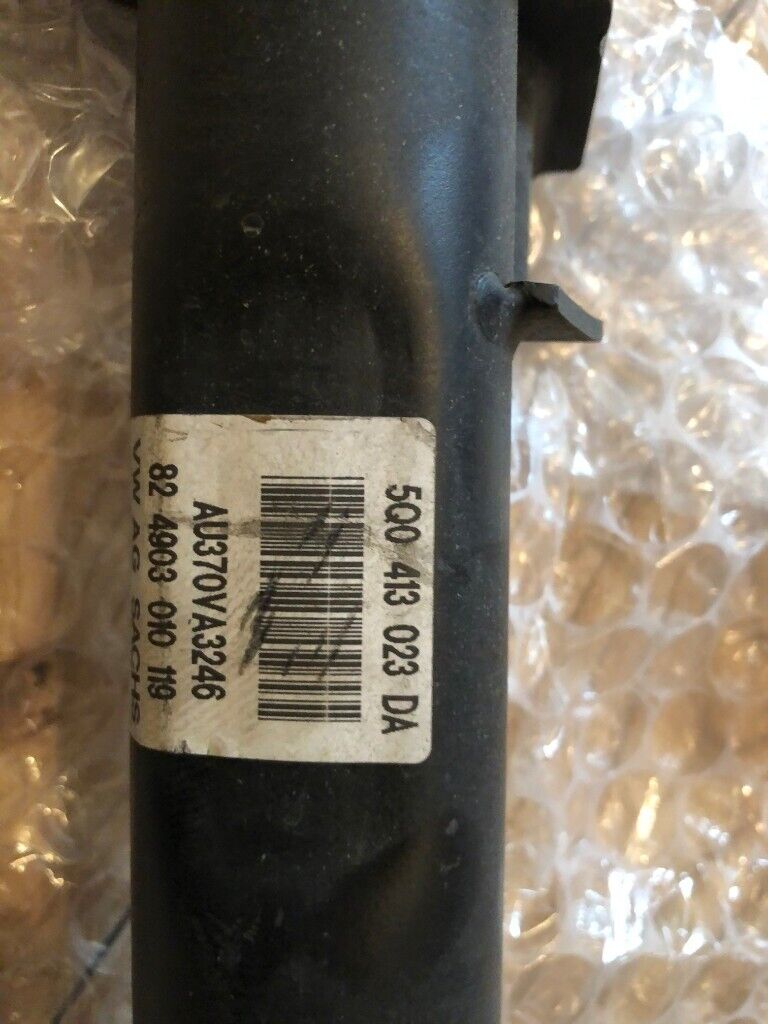 5Q0 413 023 DA
AU370VA3246
82 4903 010 119
VW AG SACHS